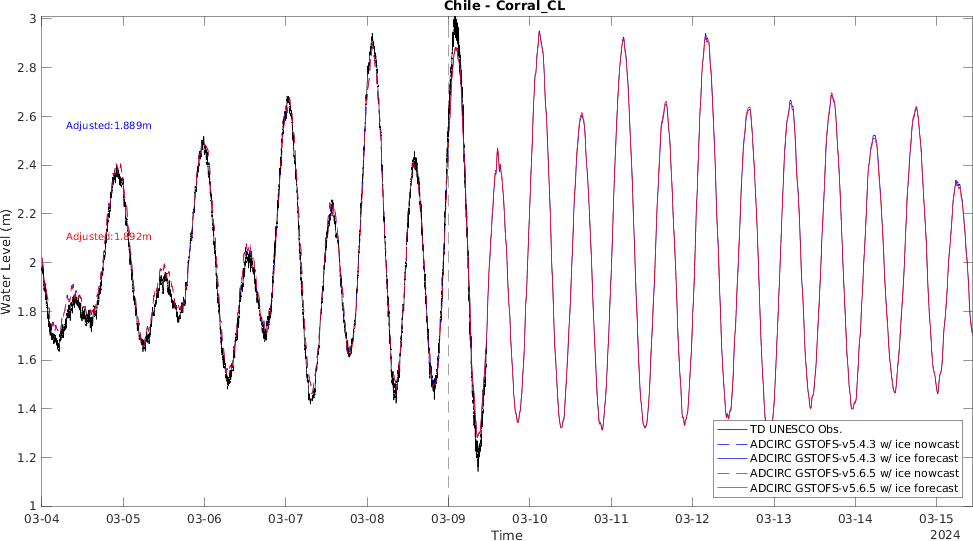 Chile - Corral_CL
3
2.8
2.6
2.4
2.2
2
1.8
1.6
1.4
1.2
1
Water Level (m)
Adjusted:1.889m
Adjusted:1.892m
TD UNESCO Obs.
ADCIRC GSTOFS-v5.4.3 w/ ice nowcast
ADCIRC GSTOFS-v5.4.3 w/ ice forecast
ADCIRC GSTOFS-v5.6.5 w/ ice nowcast
ADCIRC GSTOFS-v5.6.5 w/ ice forecast
03-04 03-05 03-06 03-07 03-08 03-09 03-10 03-11 03-12 03-13 03-14 03-15
Time
2024